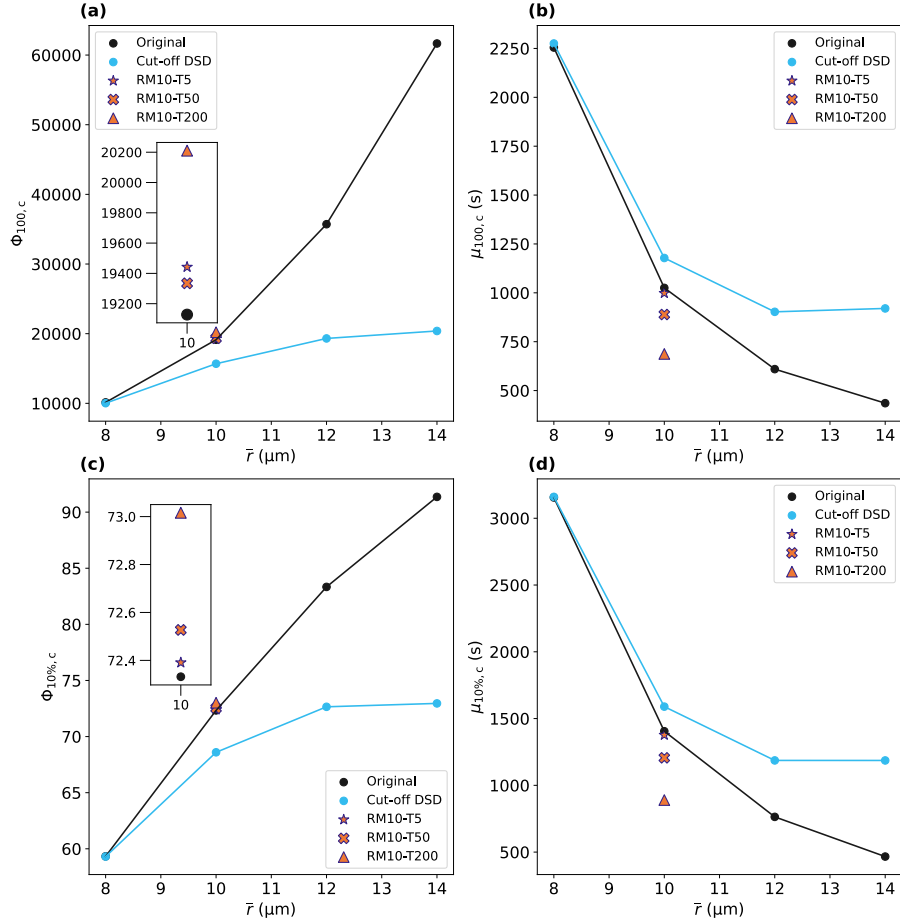 (a)
Original
Cut-off DSD
RM10-T5
RM10-T50
RM10-T200
60000
50000
40000
30000
20000
10000
Φ100, c
20200
20000
19800
19600
19400
19200
10
8 9 10 11 12 13 14
r̄ (μm)
(b)
Original
Cut-off DSD
RM10-T5
RM10-T50
RM10-T200
2250
2000
1750
1500
1250
1000
750
500
μ100, c (s)
8 9 10 11 12 13 14
r̄ (μm)
(c)
90
85
80
75
70
65
60
Φ10%, c
73.0
72.8
72.6
72.4
10
Original
Cut-off DSD
RM10-T5
RM10-T50
RM10-T200
8 9 10 11 12 13 14
r̄ (μm)
(d)
Original
Cut-off DSD
RM10-T5
RM10-T50
RM10-T200
3000
2500
2000
1500
1000
500
μ10%, c (s)
8 9 10 11 12 13 14
r̄ (μm)